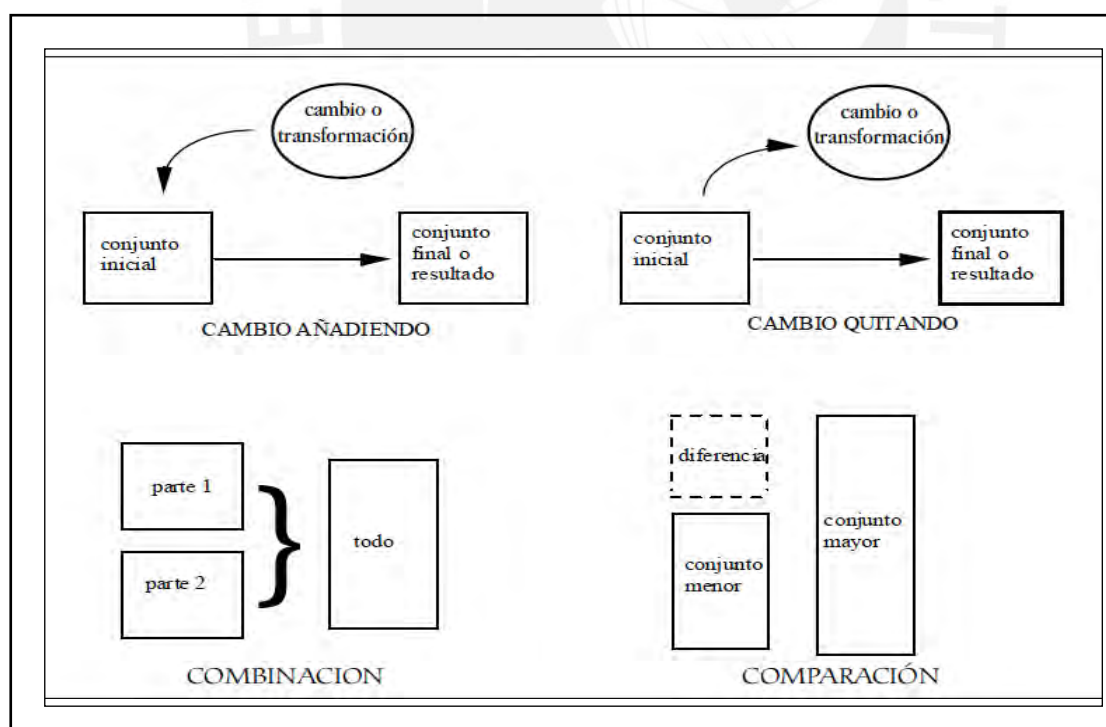 cambio o
transformación
conjunto
inicial
conjunto
final o
resultado
CAMBIO AÑADIENDO
cambio o
transformación
conjunto
inicial
conjunto
final o
resultado
CAMBIO QUITANDO
parte 1
parte 2
todo
COMBINACION
diferencia
conjunto
menor
conjunto
mayor
COMPARACIÓN